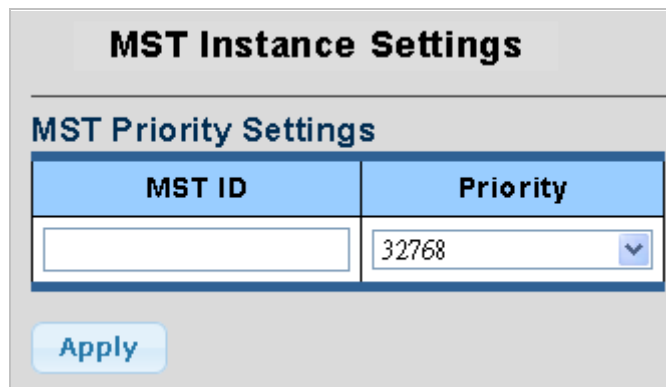 MST Instance Settings
MST Priority Settings
MST ID Priority
32768
Apply